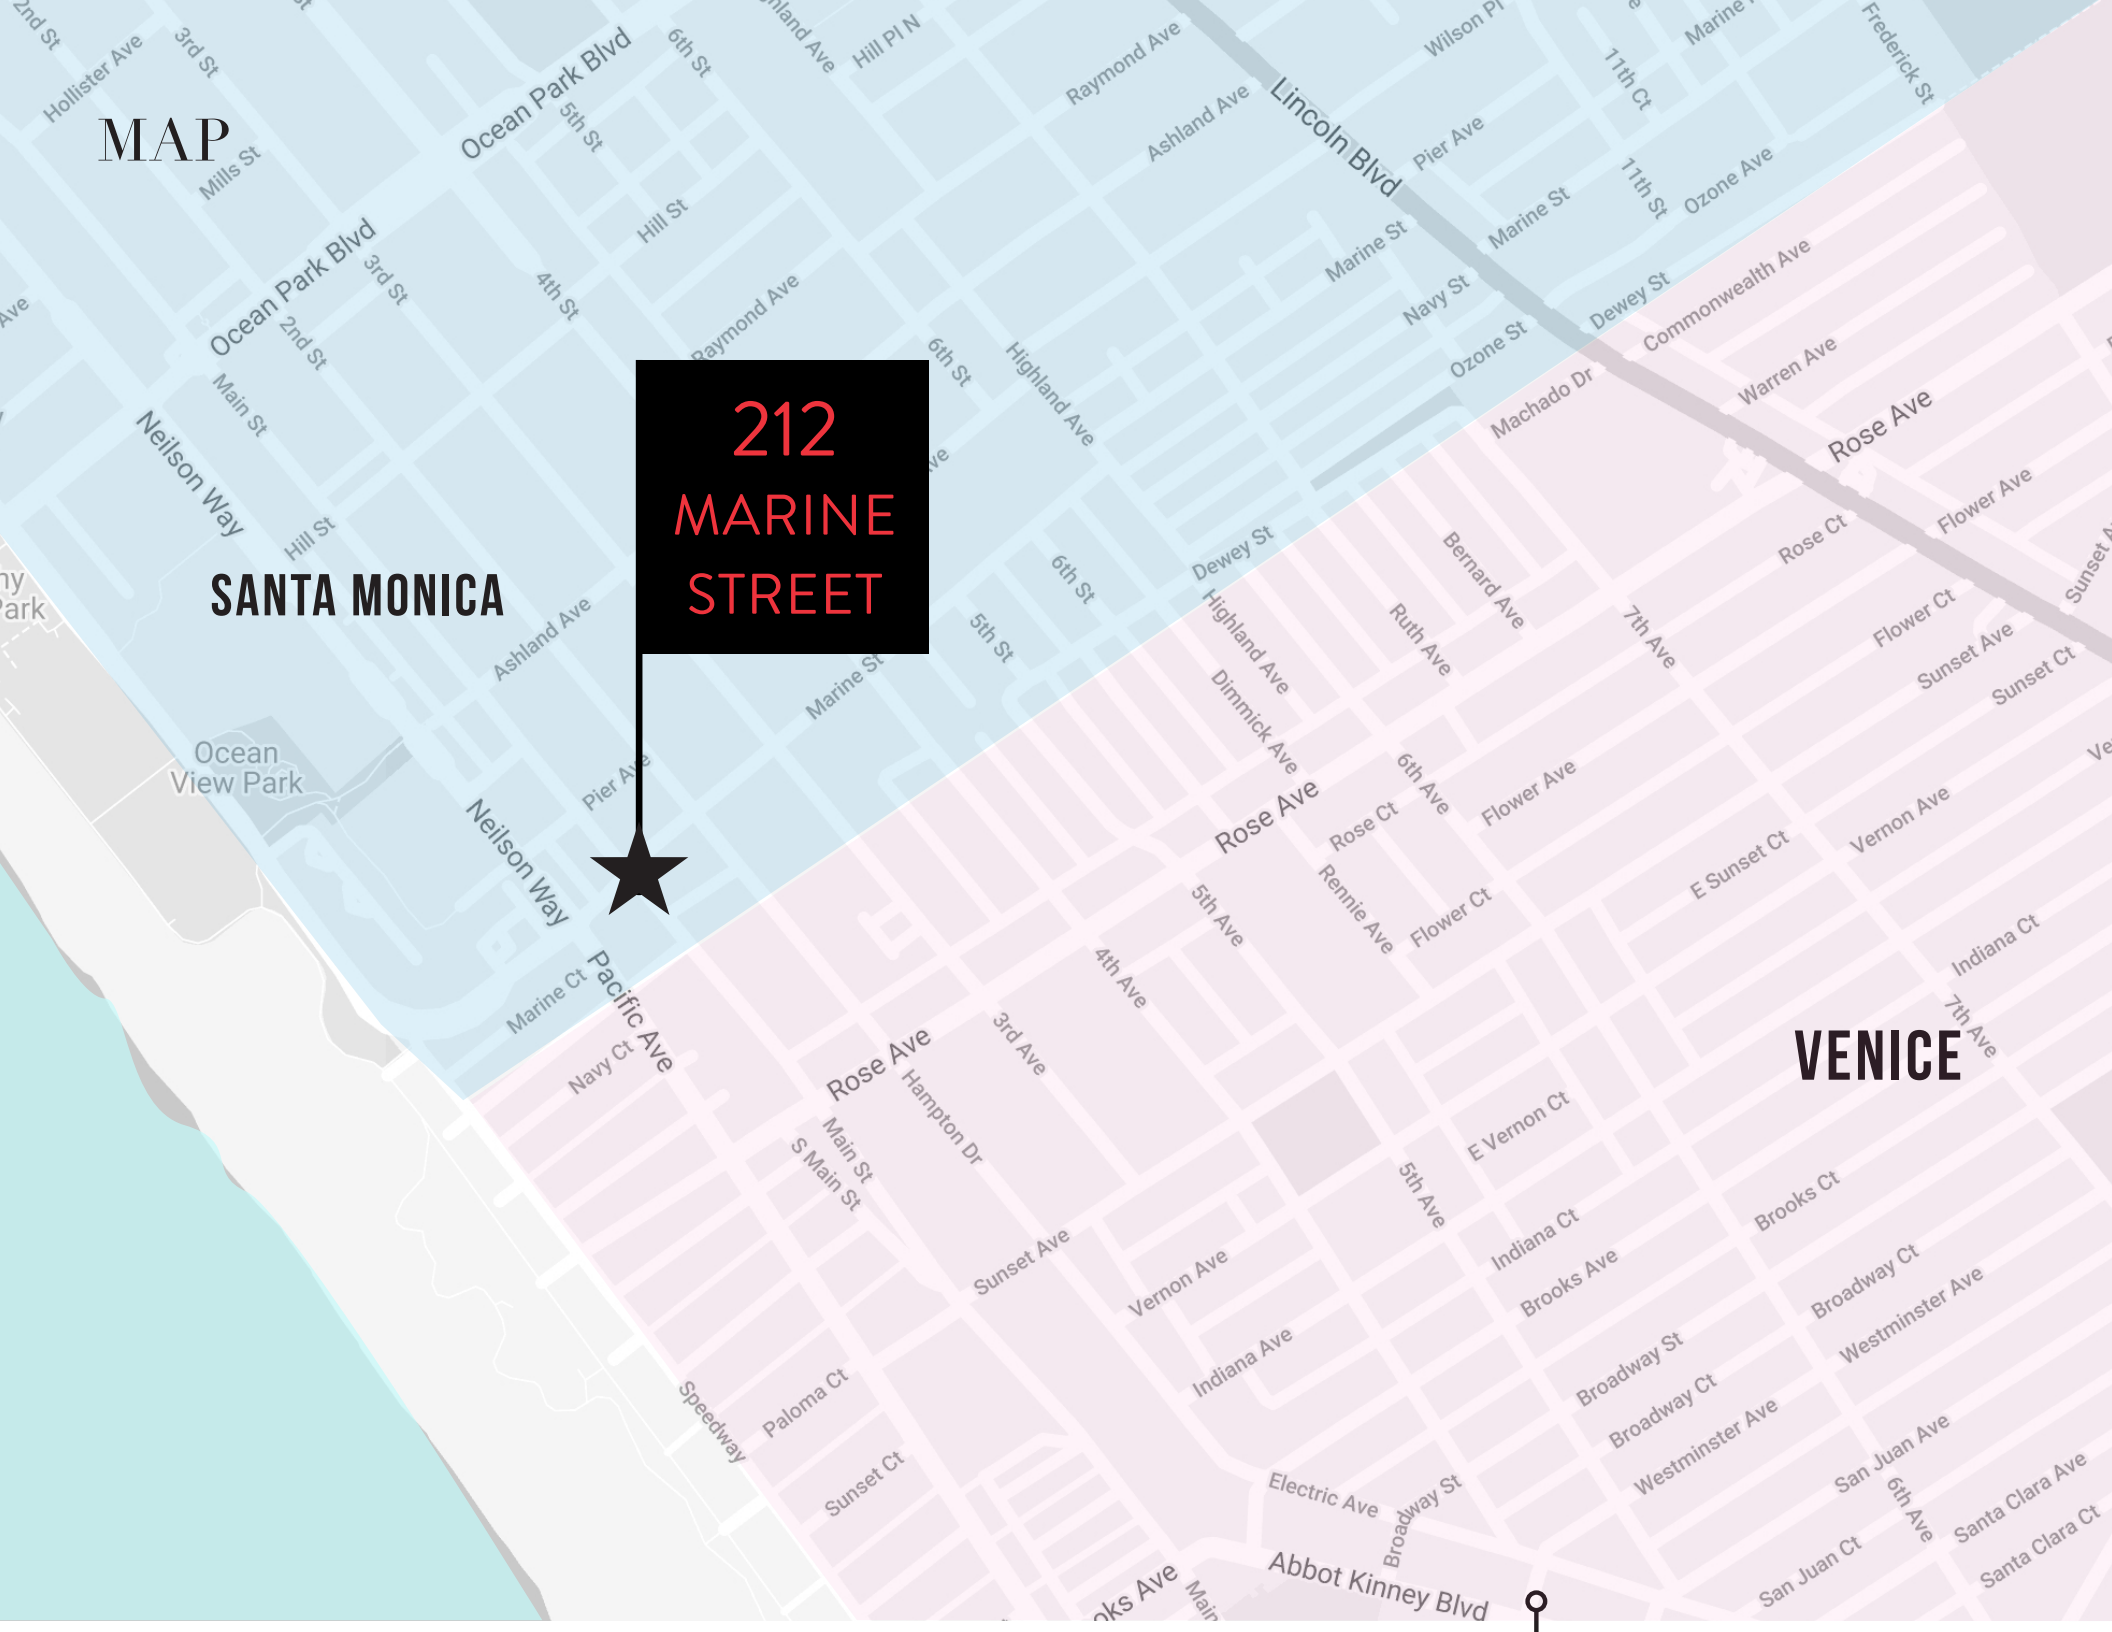 2nd St
Hollister Ave
3rd St
MAP
Mills St
Ocean Park Blvd
6th St
5th St
Hill St
Hill Pl N
Raymond Ave
Ashland Ave
Lincoln Blvd
Wilson Pl
11th Ct
Marine
Frederick St
Pier Ave
11th St
Ozone Ave
Marine St
Marine St
Navy St
Ozone St
Dewey St
Commonwealth Ave
Machado Dr
Warren Ave
Rose Ave
Flower Ave
Rose Ct
Ave
Ocean Park Blvd
3rd St
2nd St
Main St
4th St
Raymond Ave
6th St
Highland Ave
Neilson Way
Hill St
212
MARINE
STREET
SANTA MONICA
Park
Ashland Ave
Marine St
5th St
6th St
Dewey St
Highland Ave
Dimmick Ave
Ruth Ave
Bernard Ave
7th Ave
Flower Ct
Sunset Ave
Sunset Ct
Ocean
View Park
Pier Ave
Neilson Way
Rose Ave
Rose Ct
6th Ave
Flower Ave
Rennie Ave
Flower Ct
E Sunset Ct
Vernon Ave
Indiana Ct
7th Ave
5th Ave
4th Ave
Marine Ct
Pacific Ave
Navy Ct
Rose Ave
3rd Ave
Hampton Dr
Main St
S Main St
VENICE
E Vernon Ct
5th Ave
Brooks Ct
Indiana Ct
Brooks Ave
Sunset Ave
Vernon Ave
Indiana Ave
Broadway Ct
Westminster Ave
Broadway St
Broadway Ct
Westminster Ave
Speedway
Paloma Ct
Sunset Ct
Electric Ave
Broadway St
Abbot Kinney Blvd
Main
San Juan Ave
6th Ave
Santa Clara Ave
Santa Clara Ct
San Juan Ct